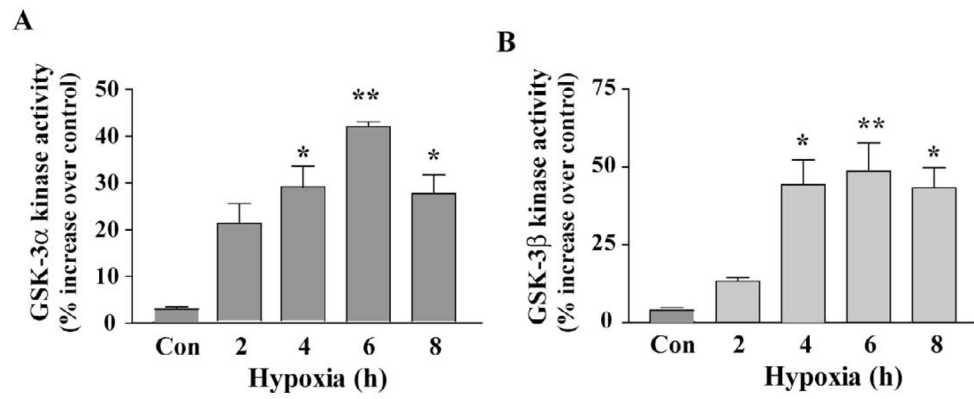 A
GSK-3α kinase activity
(% increase over control)
50
40
30
20
10
0
*
**
*
Con 2 4 6 8
Hypoxia (h)
B
GSK-3β kinase activity
(% increase over control)
75
50
25
0
*
**
*
Con 2 4 6 8
Hypoxia (h)